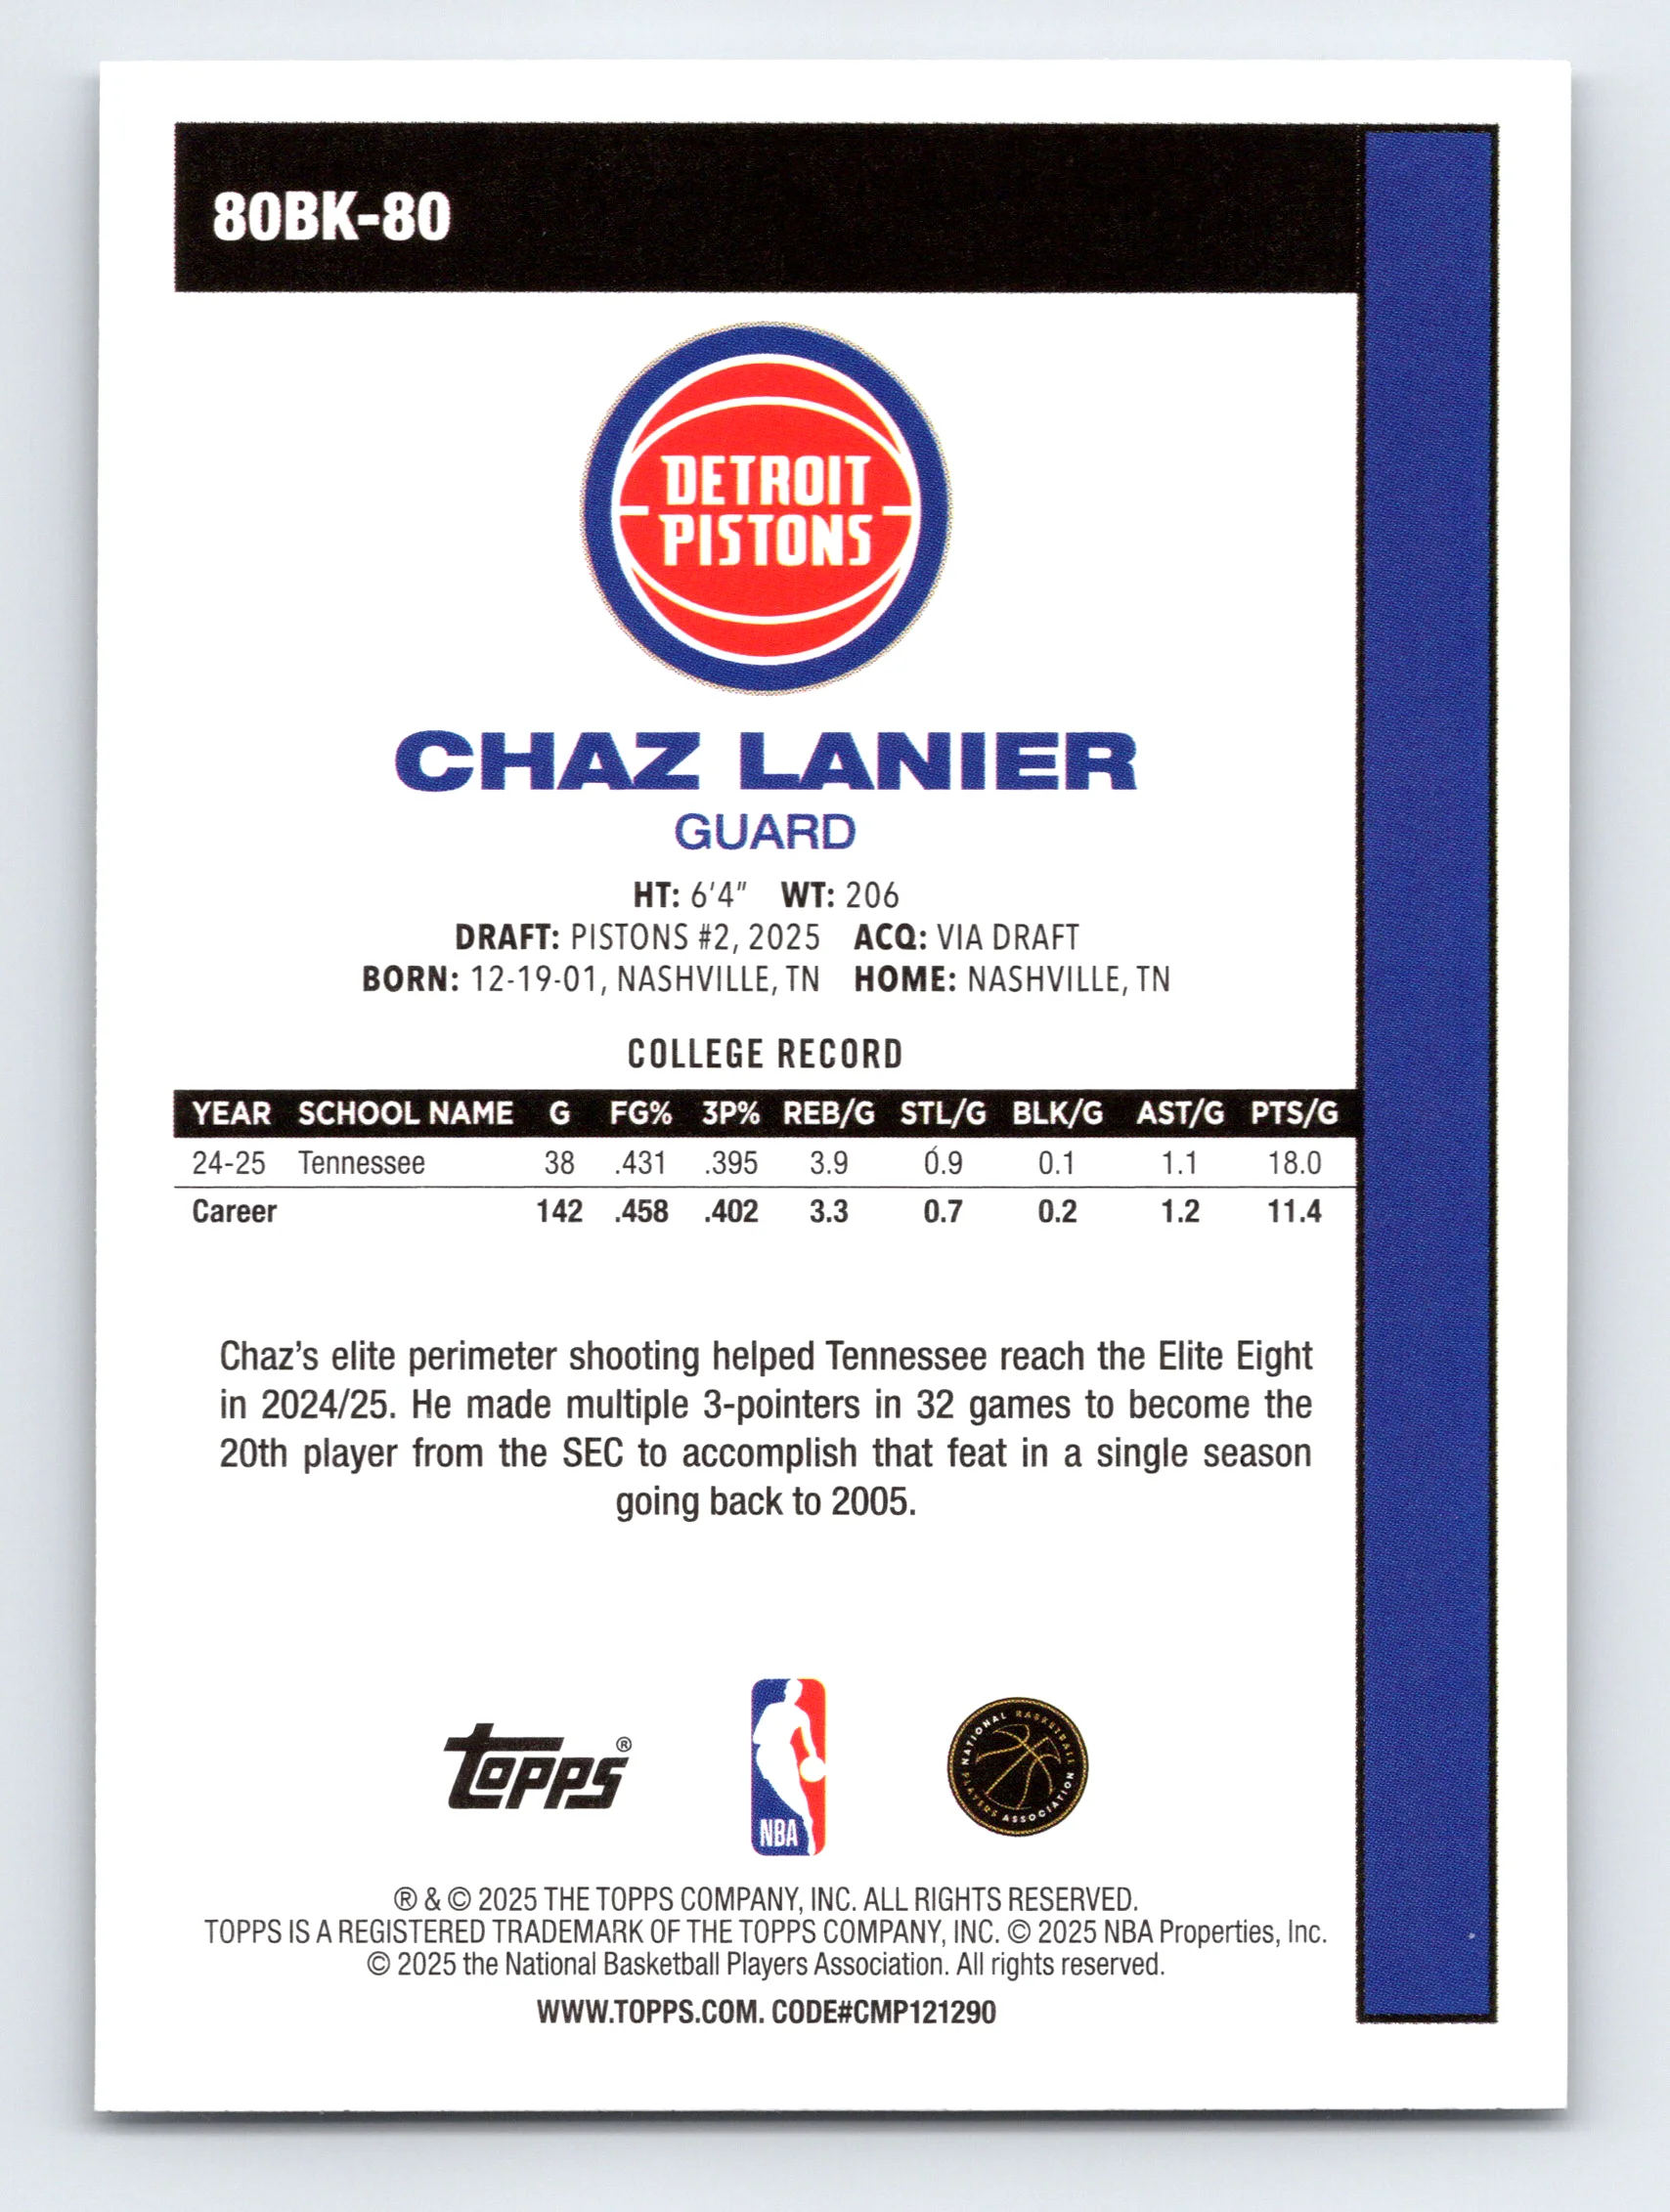 80BK-80
DETROIT
PISTONS
CHAZ LANIER
GUARD
HT: 6'4" WT: 206
DRAFT: PISTONS #2, 2025 ACQ: VIA DRAFT
BORN: 12-19-01, NASHVILLE, TN HOME: NASHVILLE, TN
COLLEGE RECORD
YEAR SCHOOL NAME G FG% 3P% REB/G STL/G BLK/G AST/G PTS/G
24-25 Tennessee 38 .431 .395 3.9 0.9 0.1 1.1 18.0
Career 142 .458 .402 3.3 0.7 0.2 1.2 11.4
Chaz's elite perimeter shooting helped Tennessee reach the Elite Eight
in 2024/25. He made multiple 3-pointers in 32 games to become the
20th player from the SEC to accomplish that feat in a single season
going back to 2005.
Topps®
NBA
NATIONAL BASKETBALL PLAYERS ASSOCIATION
® & © 2025 THE TOPPS COMPANY, INC. ALL RIGHTS RESERVED.
TOPPS IS A REGISTERED TRADEMARK OF THE TOPPS COMPANY, INC. © 2025 NBA Properties, Inc.
© 2025 the National Basketball Players Association. All rights reserved.
WWW.TOPPS.COM. CODE#CMP121290